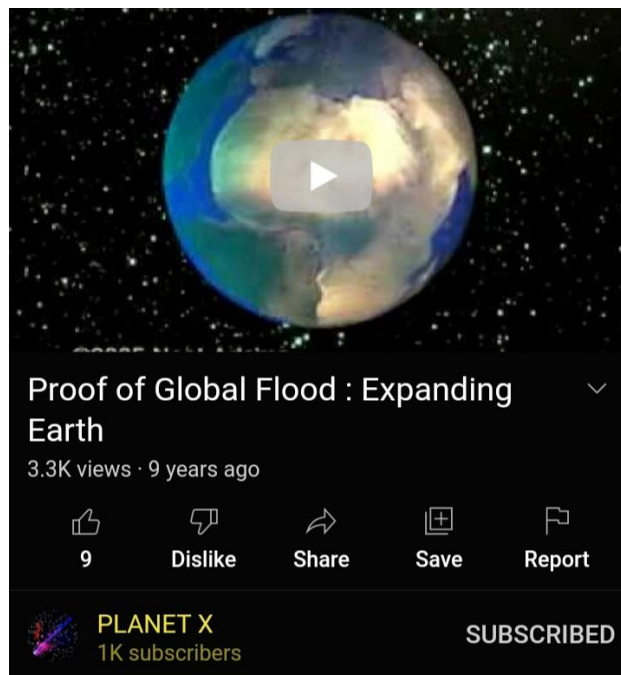 Proof of Global Flood : Expanding
Earth
3.3K views · 9 years ago
9
Dislike
Share
Save
Report
PLANET X
1K subscribers
SUBSCRIBED